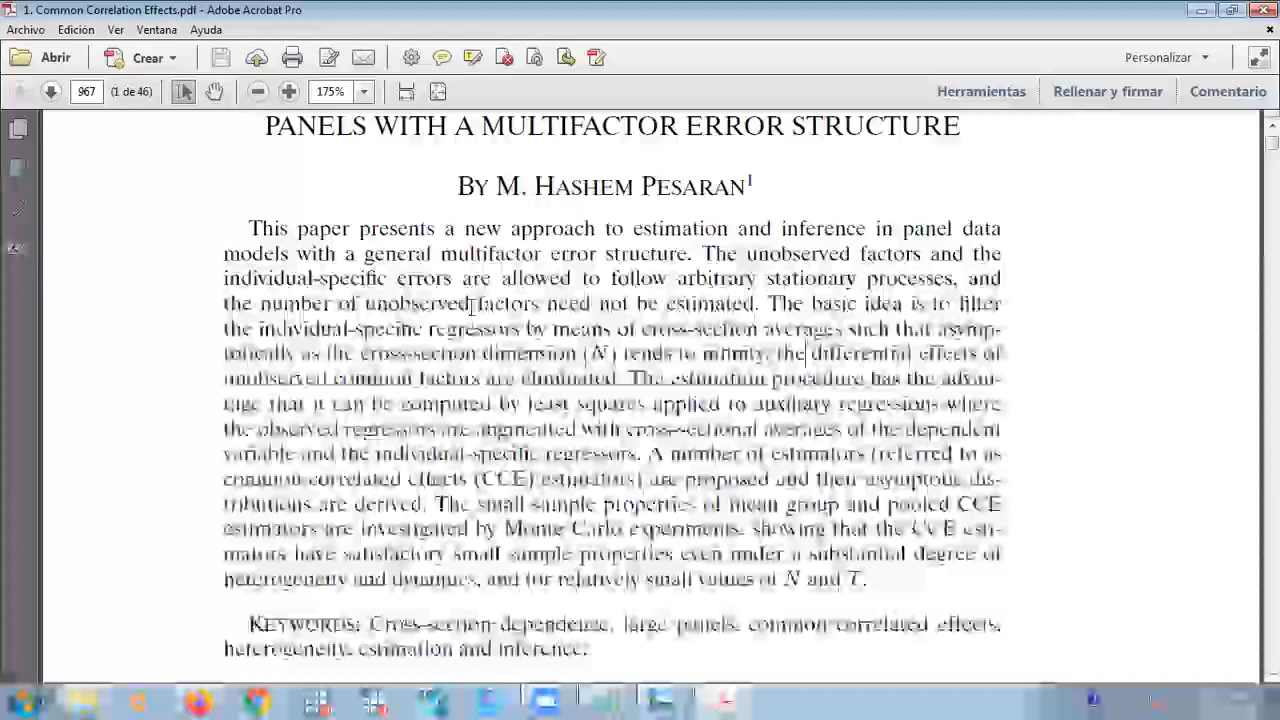 1. Common Correlation Effects.pdf - Adobe Acrobat Pro
Archivo Edición Ver Ventana Ayuda
Abrir Crear Personalizar
967 (1 de 46) 175% Herramientas Rellenar y firmar Comentario
PANELS WITH A MULTIFACTOR ERROR STRUCTURE
BY M. HASHEM PESARAN1
This paper presents a new approach to estimation and inference in panel data
models with a general multifactor error structure. The unobserved factors and the
individual-specific errors are allowed to follow arbitrary stationary processes, and
the number of unobserved factors need not be estimated. The basic idea is to filter
the individual-specific regressors by means of cross-section averages such that asymp-
totically as the cross-section dimension (N) tends to infinity, the differential effects of
unobserved common factors are eliminated. The estimation procedure has the advan-
tage that it can be computed by least squares applied to auxiliary regressions where
the observed regressors are augmented with cross-sectional averages of the dependent
variable and the individual-specific regressors. A number of estimators (referred to as
common correlated effects (CCE) estimators) are proposed and their asymptotic dis-
tributions are derived. The small sample properties of mean group and pooled CCE
estimators are investigated by Monte Carlo experiments, showing that the CCE esti-
mators have satisfactory small sample properties even under a substantial degree of
heterogeneity and dynamics, and for relatively small values of N and T.
KEYWORDS: Cross-section dependence, large panels, common correlated effects,
heterogeneity, estimation and inference.